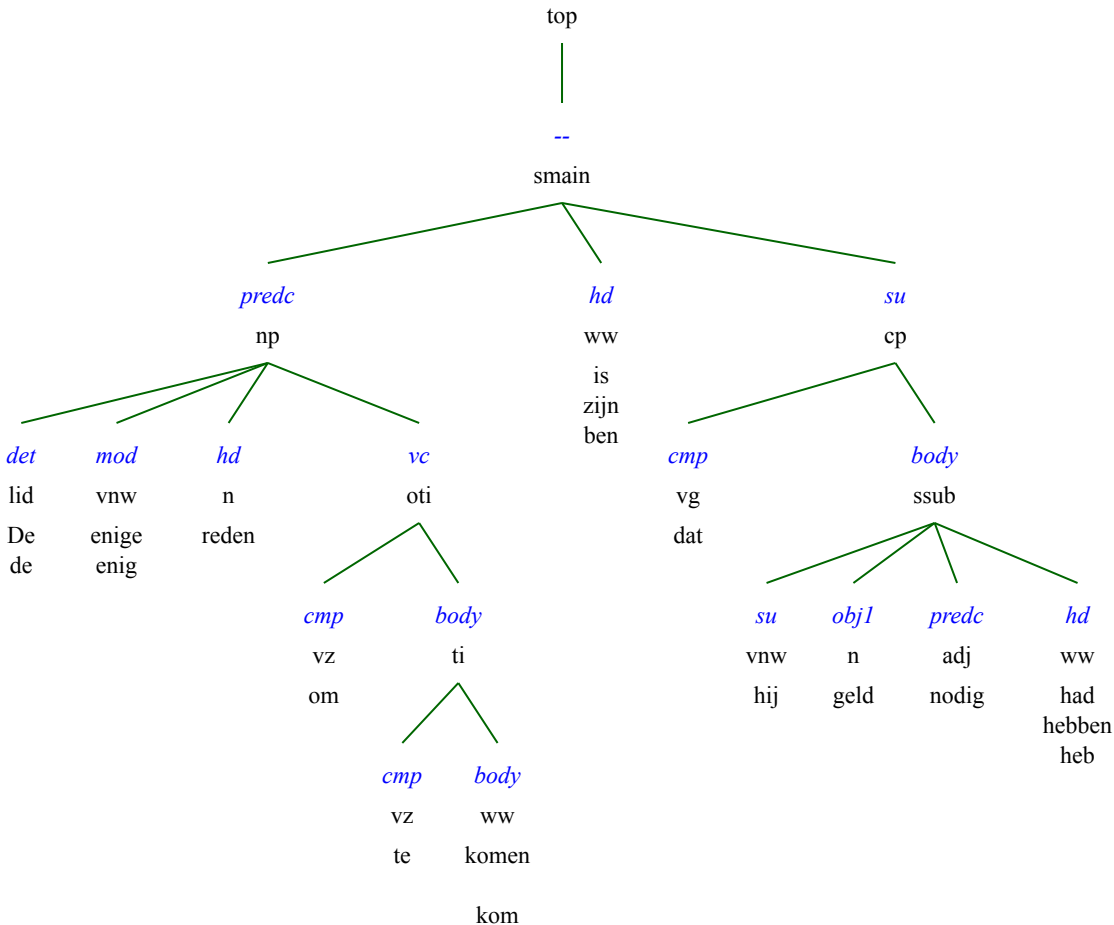 top
--
smain
predc hd su
np ww cp
is
zijn
ben
det mod hd vc cmp body
lid vnw n oti vg ssub
De enige reden dat
de enig
cmp body su obj1 predc hd
vz ti vnw n adj ww
om hij geld nodig had
hebben
heb
cmp body
vz ww
te komen
kom